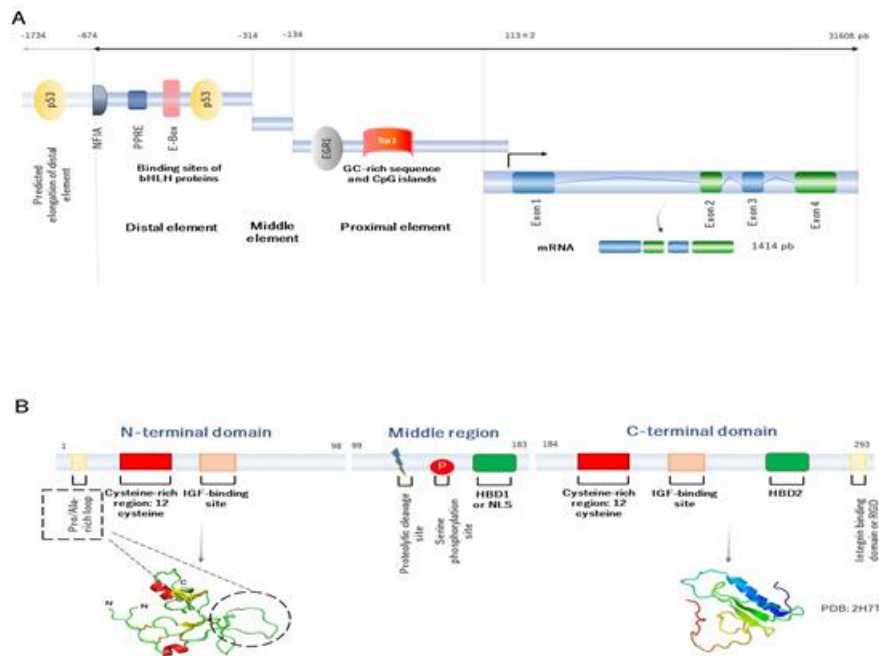 A
-1734
-874
-314
-134
113 ± 2
31608 pb
p53
NF1A
PPRE
E-Box
p53
EGR1
Sp1
Predicted
elongation of distal
element
Binding sites of
bHLH proteins
GC-rich sequence
and CpG islands
Distal element
Middle
element
Proximal element
Exon 1
Exon 2
Exon 3
Exon 4
mRNA
1414 pb
B
N-terminal domain
Middle region
C-terminal domain
1
98
99
183
184
293
P
Pro/Ala-
rich loop
Cysteine-rich
region: 12
cysteine
IGF-binding
site
Proteolytic cleavage
site
Serine
phosphorylation
site
HBD1
or NLS
Cysteine-rich
region: 12
cysteine
IGF-binding
site
HBD2
Integrin binding
domain or RGD
N
N
C
PDB: 2H7T